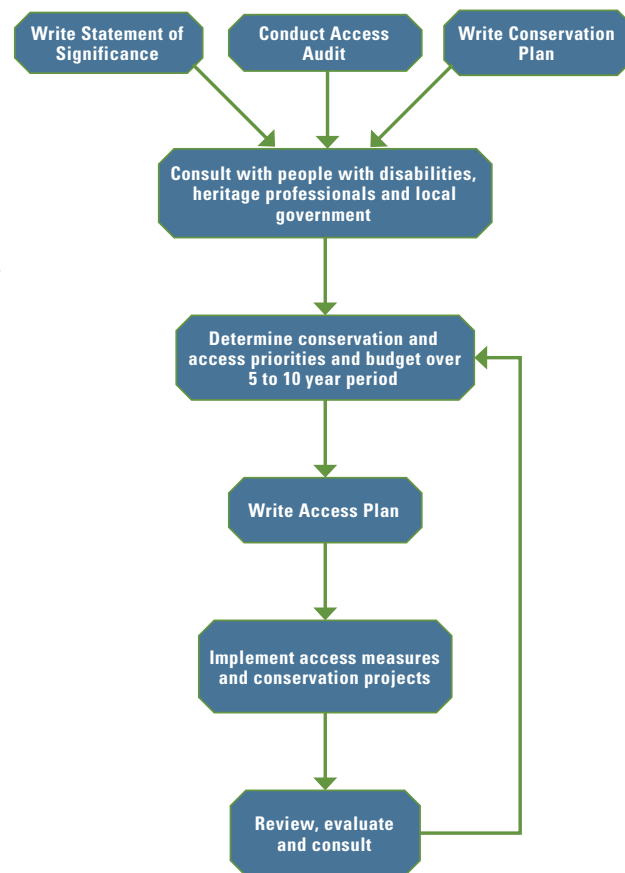 Write Statement of
Significance
Conduct Access
Audit
Write Conservation
Plan
Consult with people with disabilities,
heritage professionals and local
government
Determine conservation and
access priorities and budget over
5 to 10 year period
Write Access Plan
Implement access measures
and conservation projects
Review, evaluate
and consult